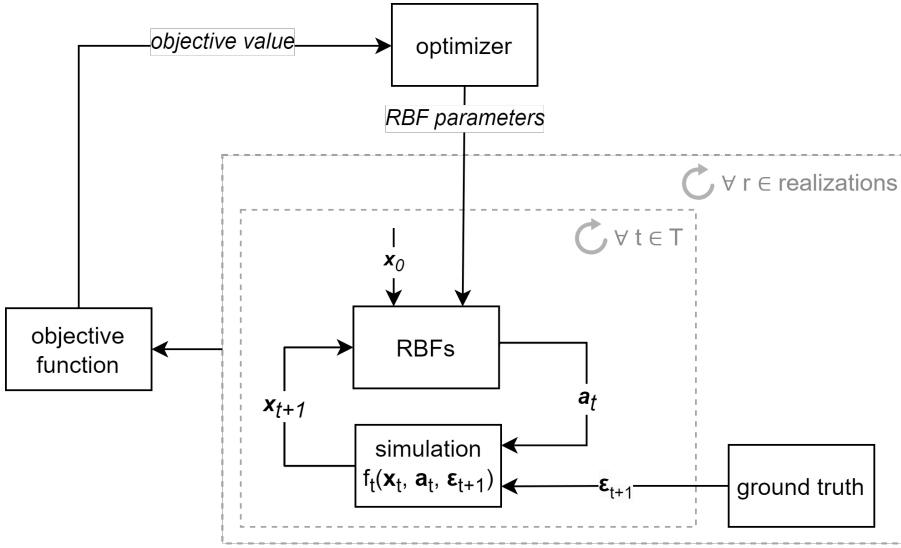 objective value
optimizer
RBF parameters
∀ r ∈ realizations
∀ t ∈ T
x0
objective
function
RBFs
xt+1
at
simulation
ft(xt, at, εt+1)
εt+1
ground truth